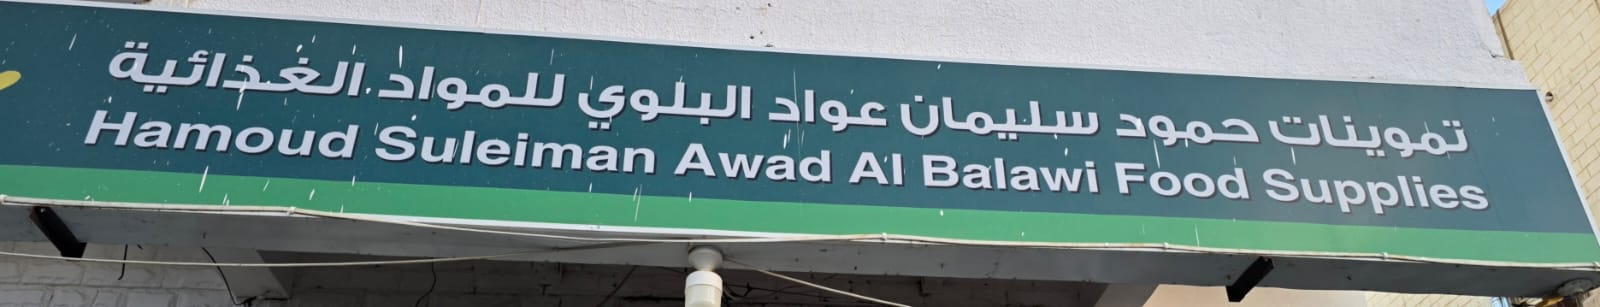 تموينات حمود سليمان عواد البلوي للمواد الغذائية
Hamoud Suleiman Awad Al Balawi Food Supplies